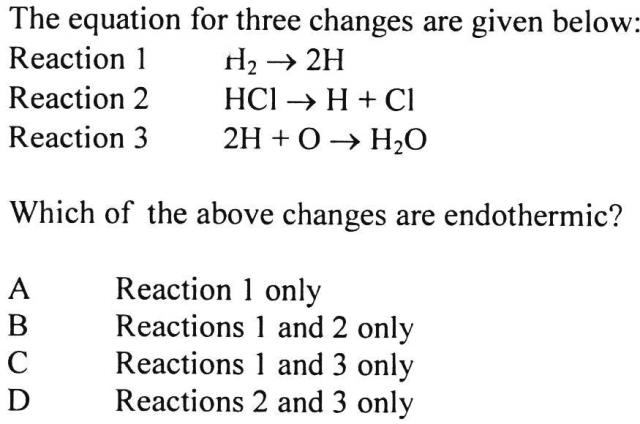 The equation for three changes are given below:
Reaction 1 H₂ → 2H
Reaction 2 HCl → H + Cl
Reaction 3 2H + O → H₂O
Which of the above changes are endothermic?
A Reaction 1 only
B Reactions 1 and 2 only
C Reactions 1 and 3 only
D Reactions 2 and 3 only